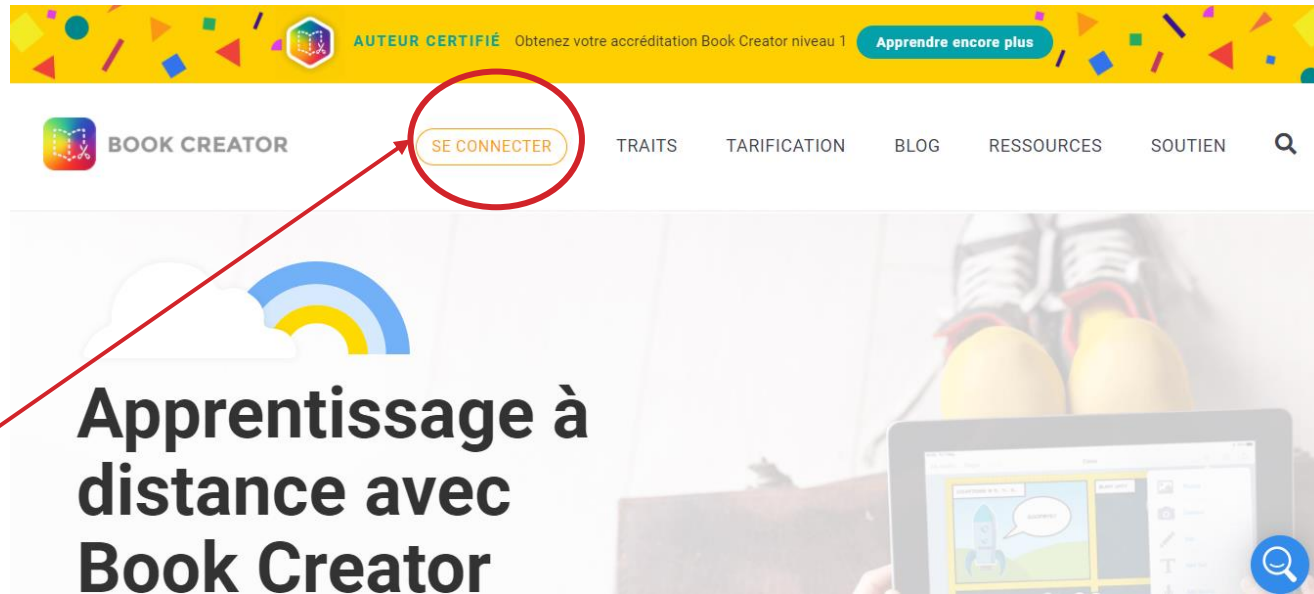 AUTEUR CERTIFIÉ Obtenez votre accréditation Book Creator niveau 1 Apprendre encore plus
BOOK CREATOR SE CONNECTER TRAITS TARIFICATION BLOG RESSOURCES SOUTIEN
Apprentissage à
distance avec
Book Creator